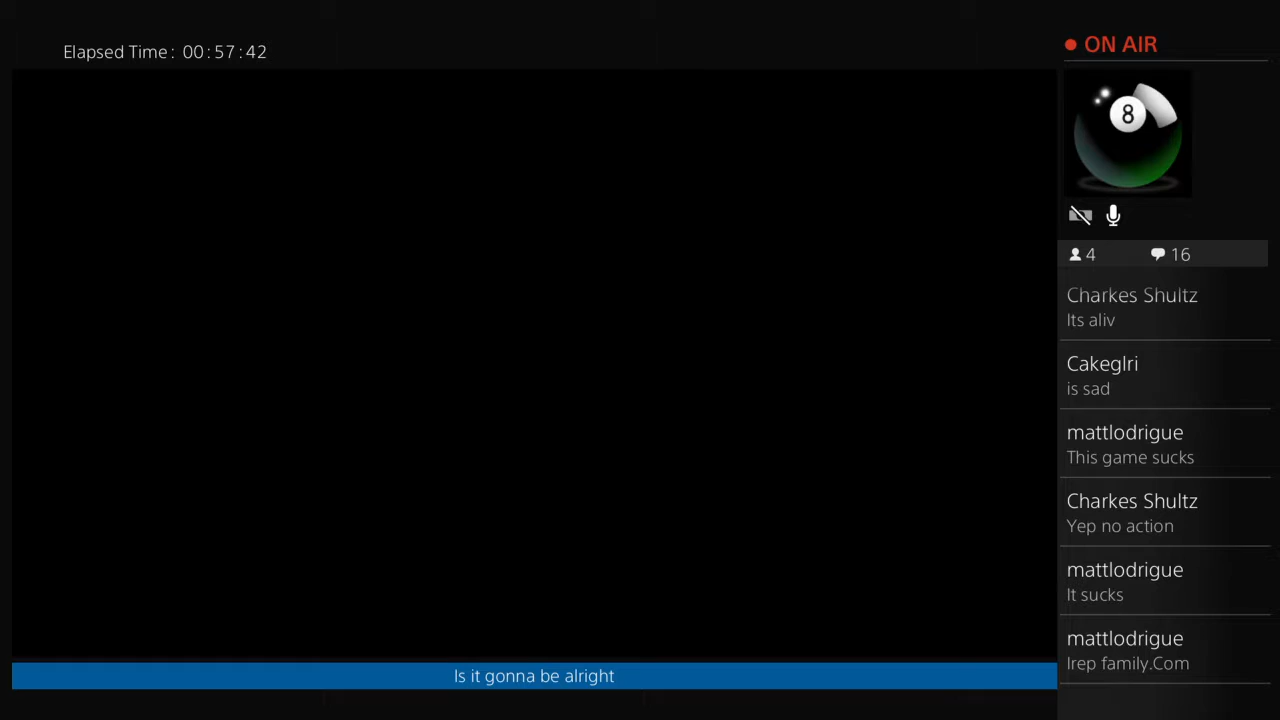 Elapsed Time: 00:57:42
ON AIR
8
4 16
Charkes Shultz
Its aliv
Cakeglri
is sad
mattlodrigue
This game sucks
Charkes Shultz
Yep no action
mattlodrigue
It sucks
mattlodrigue
Irep family.Com
Is it gonna be alright